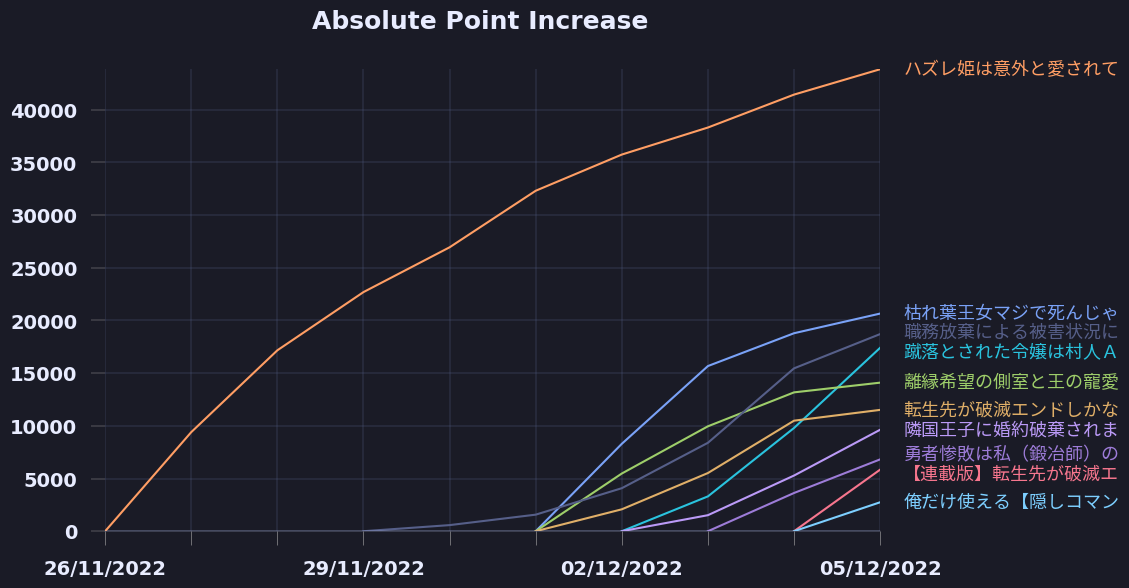 Absolute Point Increase
ハズレ姫は意外と愛されて
40000
35000
30000
25000
20000
15000
10000
5000
0
枯れ葉王女マジで死んじゃ
職務放棄による被害状況に
蹴落とされた令嬢は村人Ａ
離縁希望の側室と王の寵愛
転生先が破滅エンドしかな
隣国王子に婚約破棄されま
勇者惨敗は私（鍛冶師）の
【連載版】転生先が破滅エ
俺だけ使える【隠しコマン
26/11/2022
29/11/2022
02/12/2022
05/12/2022